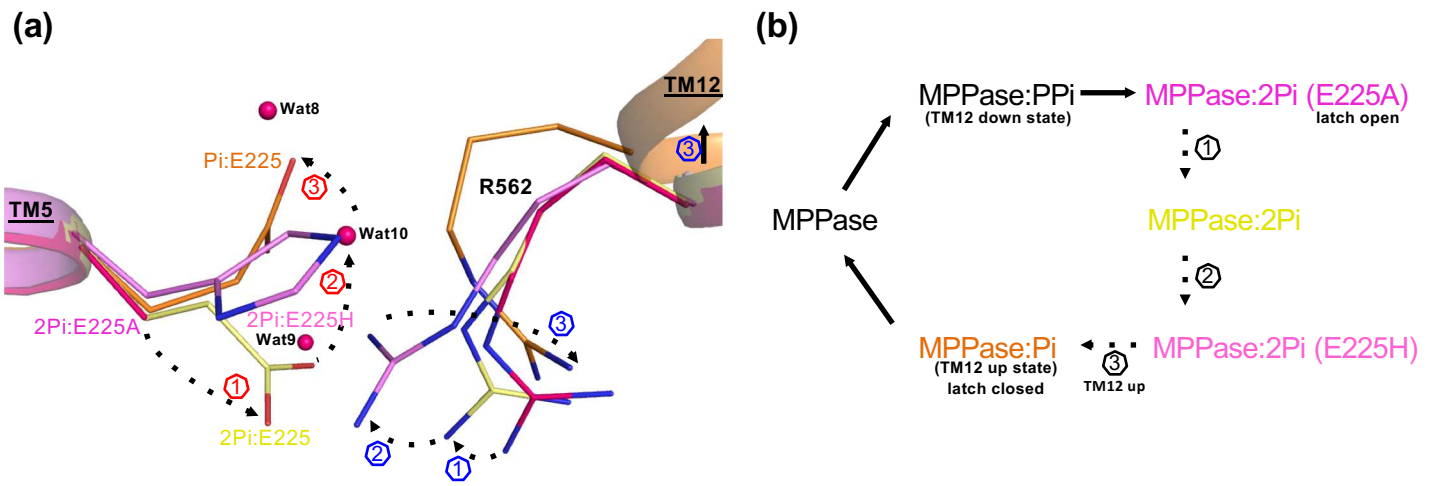 (a)
Wat8
TM12
3
Pi:E225
3
R562
TM5
Wat10
2
2Pi:E225A
2Pi:E225H
Wat9
3
1
2Pi:E225
2
1
(b)
MPPase:PPi
(TM12 down state)
MPPase:2Pi (E225A)
latch open
1
MPPase
MPPase:2Pi
2
MPPase:Pi
(TM12 up state)
latch closed
3
TM12 up
MPPase:2Pi (E225H)